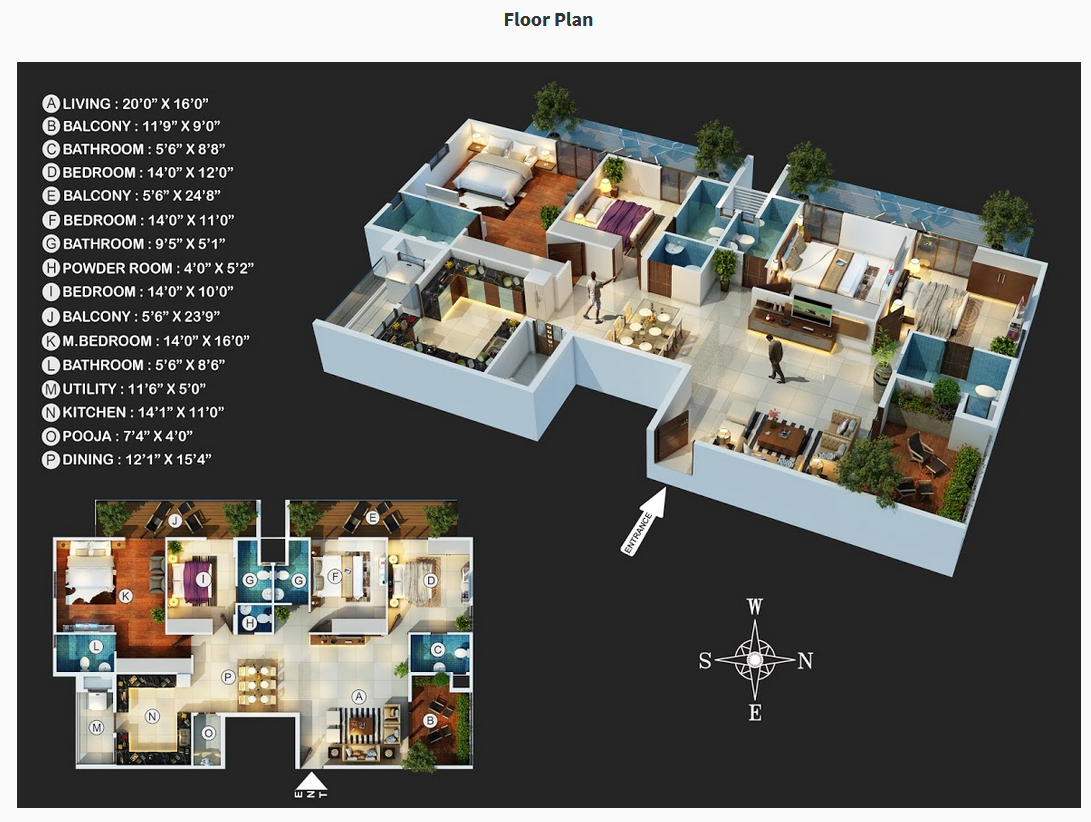 Floor Plan
A LIVING : 20'0" X 16'0"
B BALCONY : 11'9" X 9'0"
C BATHROOM : 5'6" X 8'8"
D BEDROOM : 14'0" X 12'0"
E BALCONY : 5'6" X 24'8"
F BEDROOM : 14'0" X 11'0"
G BATHROOM : 9'5" X 5'1"
H POWDER ROOM : 4'0" X 5'2"
I BEDROOM : 14'0" X 10'0"
J BALCONY : 5'6" X 23'9"
K M.BEDROOM : 14'0" X 16'0"
L BATHROOM : 5'6" X 8'6"
M UTILITY : 11'6" X 5'0"
N KITCHEN : 14'1" X 11'0"
O POOJA : 7'4" X 4'0"
P DINING : 12'1" X 15'4"
ENTRANCE
J
E
K
I
G
G
F
D
H
L
C
P
A
M
N
O
B
ENT
W
S
N
E